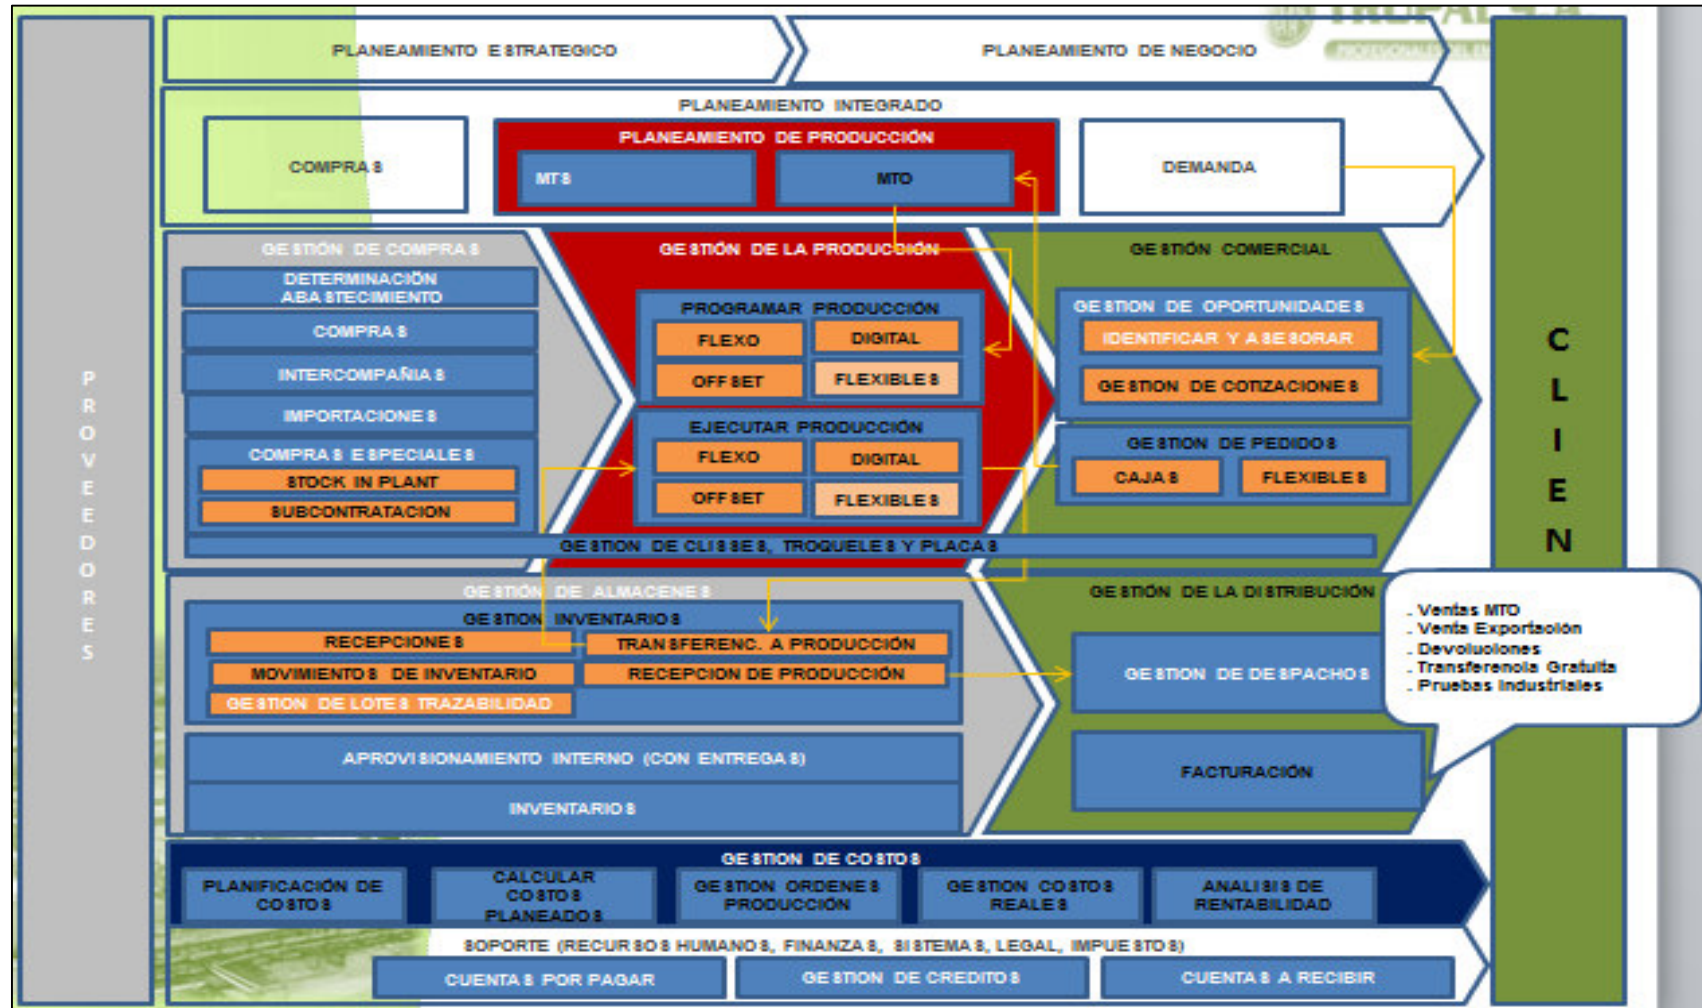 TRUPAL S.A
PLANEAMIENTO ESTRATEGICO
PLANEAMIENTO DE NEGOCIO
PLANEAMIENTO INTEGRADO
COMPRAS
PLANEAMIENTO DE PRODUCCIÓN
MTS
MTO
DEMANDA
PROVEEDORES
GESTIÓN DE COMPRAS
DETERMINACIÓN
ABASTECIMIENTO
COMPRAS
INTERCOMPAÑIAS
IMPORTACIONES
COMPRAS ESPECIALES
STOCK IN PLANT
SUBCONTRATACION
GESTIÓN DE LA PRODUCCIÓN
PROGRAMAR PRODUCCIÓN
FLEXO
DIGITAL
OFFSET
FLEXIBLES
EJECUTAR PRODUCCIÓN
FLEXO
DIGITAL
OFFSET
FLEXIBLES
GESTIÓN COMERCIAL
GESTION DE OPORTUNIDADES
IDENTIFICAR Y ASESORAR
GESTION DE COTIZACIONES
GESTION DE PEDIDOS
CAJAS
FLEXIBLES
GESTION DE CLISSES, TROQUELES Y PLACAS
CLIEN
GESTIÓN DE ALMACENES
GESTION INVENTARIOS
RECEPCIONES
TRANSFERENC. A PRODUCCIÓN
MOVIMIENTOS DE INVENTARIO
RECEPCION DE PRODUCCIÓN
GESTION DE LOTES TRAZABILIDAD
APROVISIONAMIENTO INTERNO (CON ENTREGAS)
INVENTARIOS
GESTIÓN DE LA DISTRIBUCIÓN
GESTION DE DESPACHOS
FACTURACIÓN
. Ventas MTO
. Venta Exportación
. Devoluciones
. Transferencia Gratuita
. Pruebas Industriales
GESTION DE COSTOS
PLANIFICACIÓN DE
COSTOS
CALCULAR
COSTOS
PLANEADOS
GESTION ORDENES
PRODUCCIÓN
GESTION COSTOS
REALES
ANALISIS DE
RENTABILIDAD
SOPORTE (RECURSOS HUMANOS, FINANZAS, SISTEMAS, LEGAL, IMPUESTOS)
CUENTAS POR PAGAR
GESTION DE CREDITOS
CUENTAS A RECIBIR